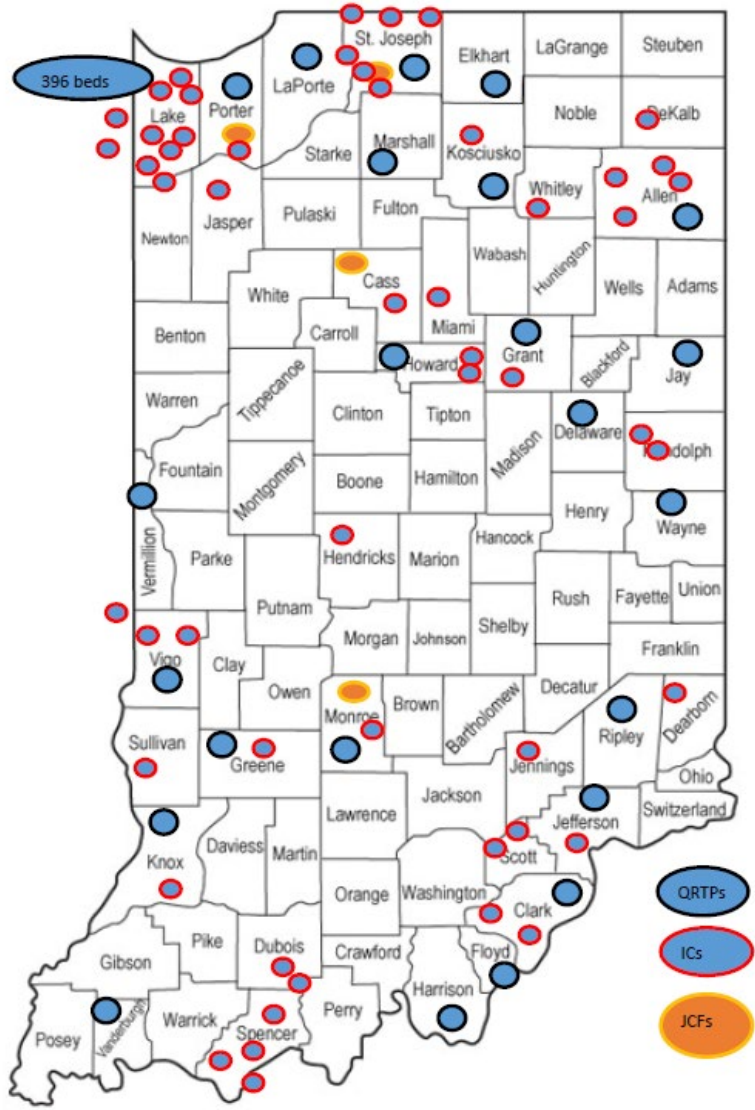 St. Joseph
Elkhart
LaGrange
Steuben
LaPorte
396 beds
Porter
Lake
Noble
DeKalb
Starke
Marshall
Kosciusko
Whitley
Allen
Jasper
Pulaski
Fulton
Newton
Wabash
Huntington
Wells
Adams
White
Cass
Miami
Benton
Carroll
Howard
Grant
Blackford
Jay
Warren
Tippecanoe
Clinton
Tipton
Madison
Delaware
Randolph
Fountain
Montgomery
Boone
Hamilton
Henry
Wayne
Vermillion
Parke
Hendricks
Marion
Hancock
Putnam
Rush
Fayette
Union
Shelby
Morgan
Johnson
Franklin
Vigo
Clay
Owen
Monroe
Brown
Bartholomew
Decatur
Dearborn
Ripley
Sullivan
Greene
Jennings
Ohio
Jackson
Lawrence
Jefferson
Switzerland
Knox
Daviess
Martin
Scott
Orange
Washington
Clark
QRTPs
Pike
Dubois
Crawford
Floyd
ICs
Gibson
Harrison
Perry
Posey
Vanderburgh
Warrick
Spencer
JCFs